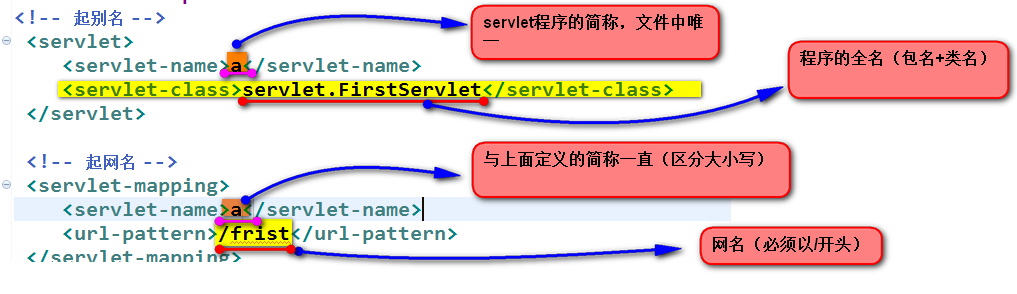 <!-- 起别名 -->
<servlet>
<servlet-name>a</servlet-name>
<servlet-class>servlet.FirstServlet</servlet-class>
</servlet>
<!-- 起网名 -->
<servlet-mapping>
<servlet-name>a</servlet-name>
<url-pattern>/frist</url-pattern>
</servlet-mapping>
servlet程序的简称，文件中唯
一
程序的全名（包名+类名）
与上面定义的简称一直（区分大小写）
网名（必须以/开头）